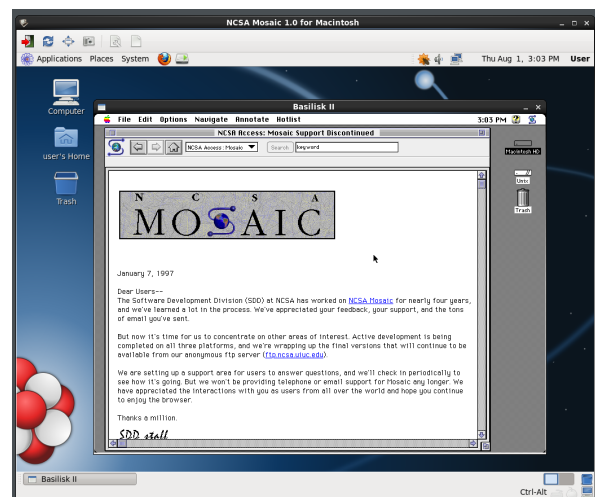 NCSA Mosaic 1.0 for Macintosh
Applications Places System
Thu Aug 1, 3:03 PM User
Computer
user's Home
Trash
Basilisk II
File Edit Options Navigate Annotate Hotlist
3:03 PM
NCSA Access: Mosaic Support Discontinued
NCSA Access : Mosaic
Search
keyword
Macintosh HD
Unix
Trash
N C S A
MOSAIC
January 7, 1997
Dear Users--
The Software Development Division (SDD) at NCSA has worked on NCSA Mosaic for nearly four years,
and we've learned a lot in the process. We've appreciated your feedback, your support, and the tons
of email you've sent.
But now it's time for us to concentrate on other areas of interest. Active development is being
completed on all three platforms, and we're wrapping up the final versions that will continue to be
available from our anonymous ftp server (ftp.ncsa.uiuc.edu).
We are setting up a support area for users to answer questions, and we'll check in periodically to
see how it's going. But we won't be providing telephone or email support for Mosaic any longer. We
have appreciated the interactions with you as users from all over the world and hope you continue
to enjoy the browser.
Thanks a million.
SDD staff
Basilisk II
Ctrl-Alt